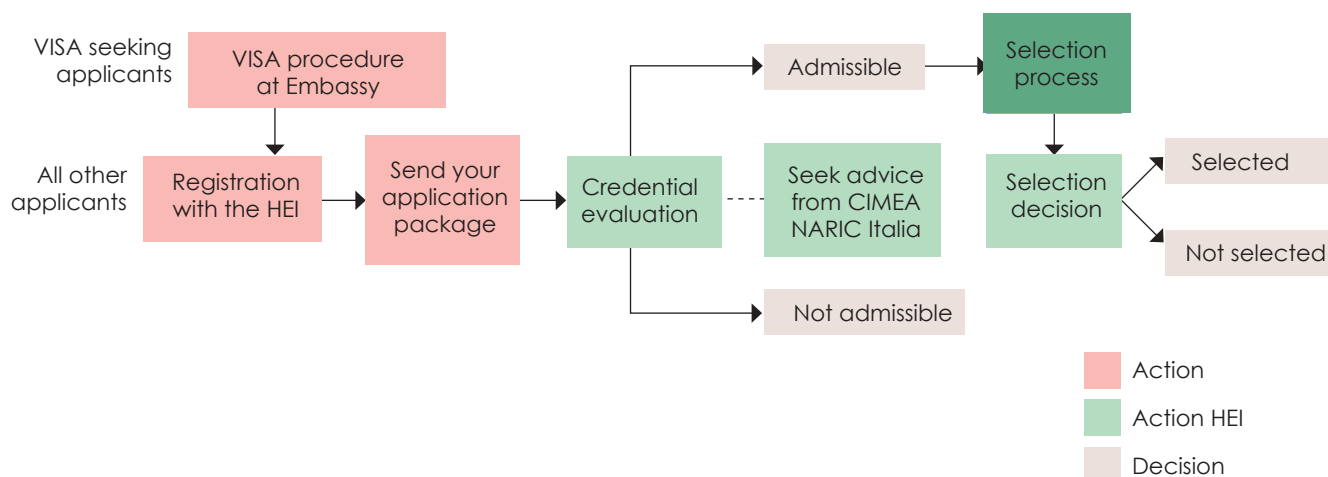 VISA seeking
applicants
VISA procedure
at Embassy
Admissible
Selection
process
All other
applicants
Registration
with the HEI
Send your
application
package
Credential
evaluation
Seek advice
from CIMEA
NARIC Italia
Selection
decision
Selected
Not selected
Not admissible
Action
Action HEI
Decision